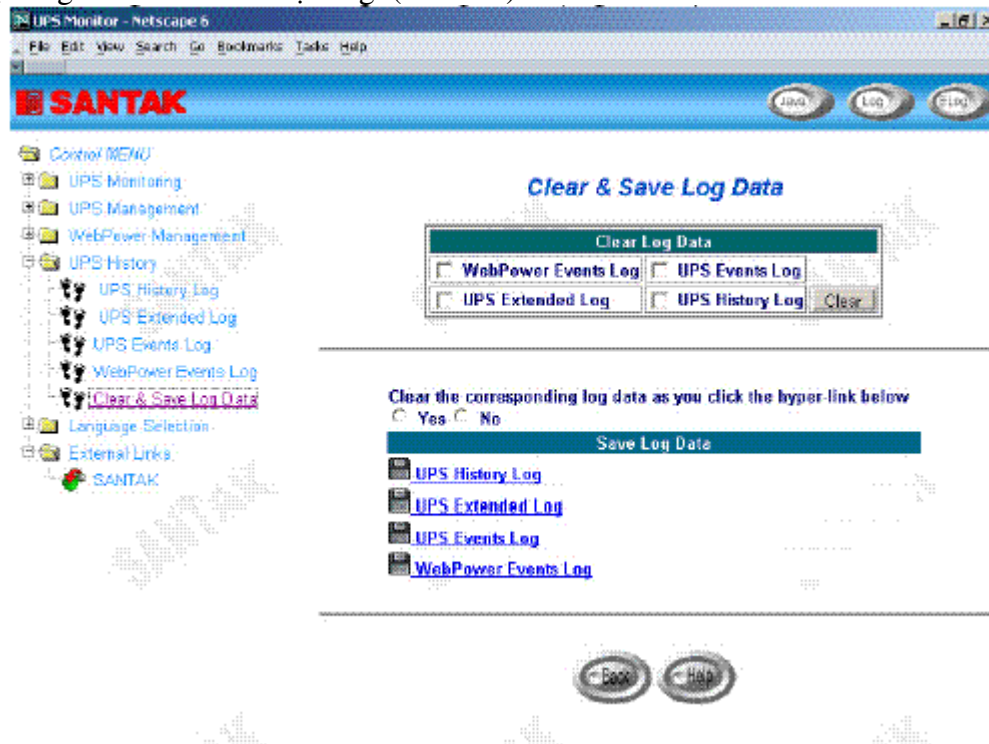 UPS Monitor - Netscape 6
File Edit View Search Go Bookmarks Tasks Help
SANTAK
Java Log
Control MENU
UPS Monitoring
UPS Management
WebPower Management
UPS History
UPS History Log
UPS Extended Log
UPS Events Log
WebPower Events Log
Clear & Save Log Data
Language Selection
External Links
SANTAK
Clear & Save Log Data
Clear Log Data
WebPower Events Log UPS Events Log
UPS Extended Log UPS History Log Clear
Clear the corresponding log data as you click the hyper-link below
Yes No
Save Log Data
UPS History Log
UPS Extended Log
UPS Events Log
WebPower Events Log
Back Help